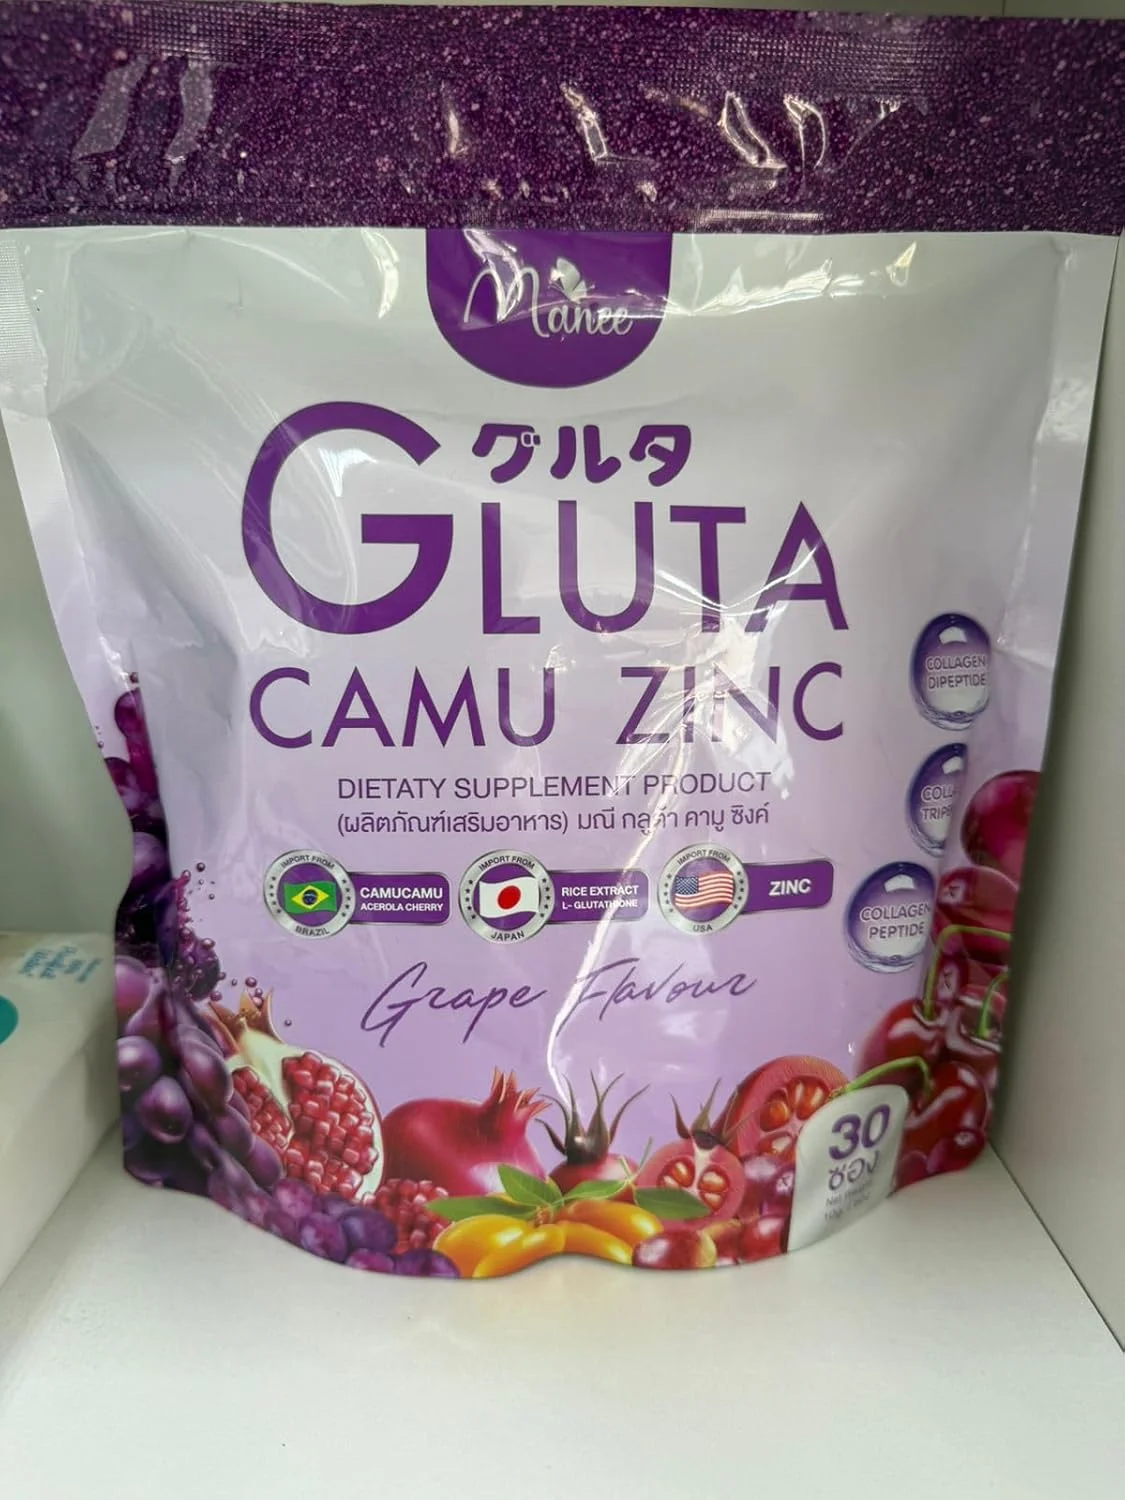 Manee
グルタ
GLUTA
CAMU ZINC
DIETATY SUPPLEMENT PRODUCT
(ผลิตภัณฑ์เสริมอาหาร) มณี กลูต้า คามู ซิงค์
IMPORT FROM
BRAZIL
CAMUCAMU
ACEROLA CHERRY
IMPORT FROM
JAPAN
RICE EXTRACT
L- GLUTATHIONE
IMPORT FROM
USA
ZINC
Grape Flavour
COLLAGEN
DIPEPTIDE
COLLAGEN
PEPTIDE
30
ซอง